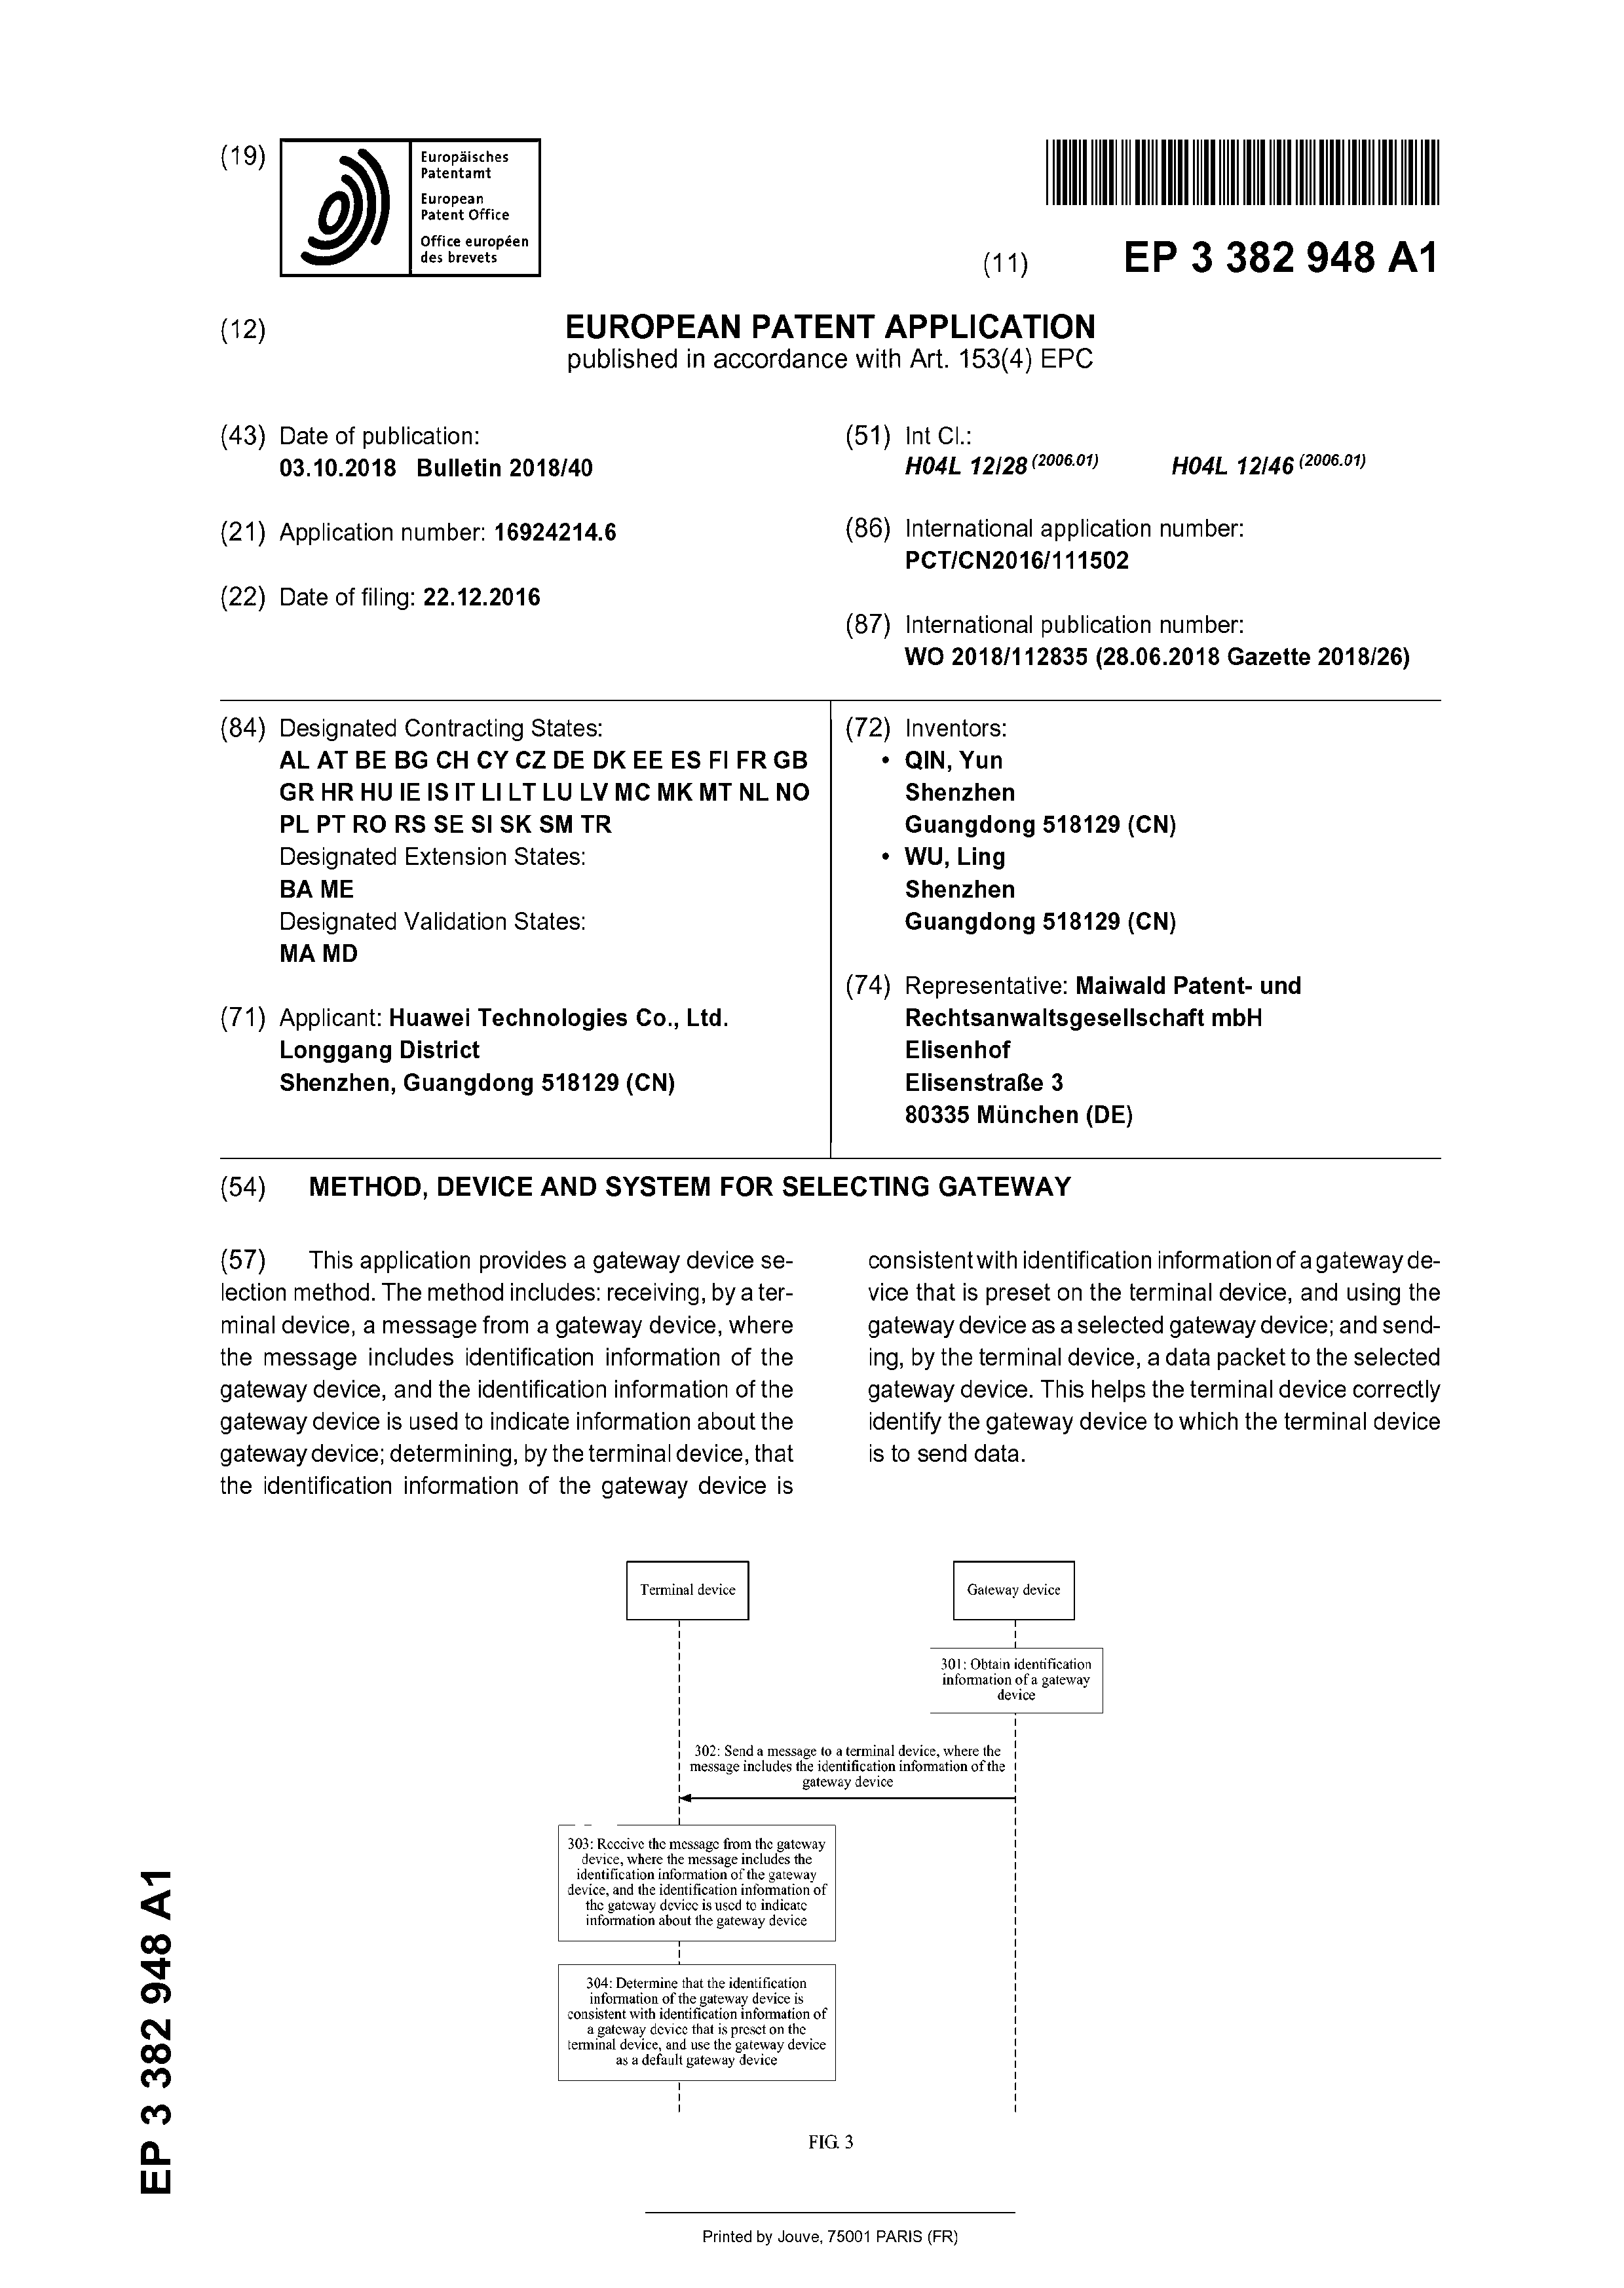 (19)
Europäisches
Patentamt
European
Patent Office
Office européen
des brevets
(11) EP 3 382 948 A1
(12) EUROPEAN PATENT APPLICATION
published in accordance with Art. 153(4) EPC
(43) Date of publication:
03.10.2018 Bulletin 2018/40
(21) Application number: 16924214.6
(22) Date of filing: 22.12.2016
(51) Int Cl.:
H04L 12/28 (2006.01) H04L 12/46 (2006.01)
(86) International application number:
PCT/CN2016/111502
(87) International publication number:
WO 2018/112835 (28.06.2018 Gazette 2018/26)
(84) Designated Contracting States:
AL AT BE BG CH CY CZ DE DK EE ES FI FR GB
GR HR HU IE IS IT LI LT LU LV MC MK MT NL NO
PL PT RO RS SE SI SK SM TR
Designated Extension States:
BA ME
Designated Validation States:
MA MD
(71) Applicant: Huawei Technologies Co., Ltd.
Longgang District
Shenzhen, Guangdong 518129 (CN)
(72) Inventors:
• QIN, Yun
Shenzhen
Guangdong 518129 (CN)
• WU, Ling
Shenzhen
Guangdong 518129 (CN)
(74) Representative: Maiwald Patent- und
Rechtsanwaltsgesellschaft mbH
Elisenhof
Elisenstraße 3
80335 München (DE)
(54) METHOD, DEVICE AND SYSTEM FOR SELECTING GATEWAY
(57) This application provides a gateway device se-
lection method. The method includes: receiving, by a ter-
minal device, a message from a gateway device, where
the message includes identification information of the
gateway device, and the identification information of the
gateway device is used to indicate information about the
gateway device; determining, by the terminal device, that
the identification information of the gateway device is
consistent with identification information of a gateway de-
vice that is preset on the terminal device, and using the
gateway device as a selected gateway device; and send-
ing, by the terminal device, a data packet to the selected
gateway device. This helps the terminal device correctly
identify the gateway device to which the terminal device
is to send data.
Terminal device
Gateway device
301: Obtain identification
information of a gateway
device
302: Send a message to a terminal device, where the
message includes the identification information of the
gateway device
303: Receive the message from the gateway
device, where the message includes the
identification information of the gateway
device, and the identification information of
the gateway device is used to indicate
information about the gateway device
304: Determine that the identification
information of the gateway device is
consistent with identification information of
a gateway device that is preset on the
terminal device, and use the gateway device
as a default gateway device
FIG. 3
EP 3 382 948 A1
Printed by Jouve, 75001 PARIS (FR)